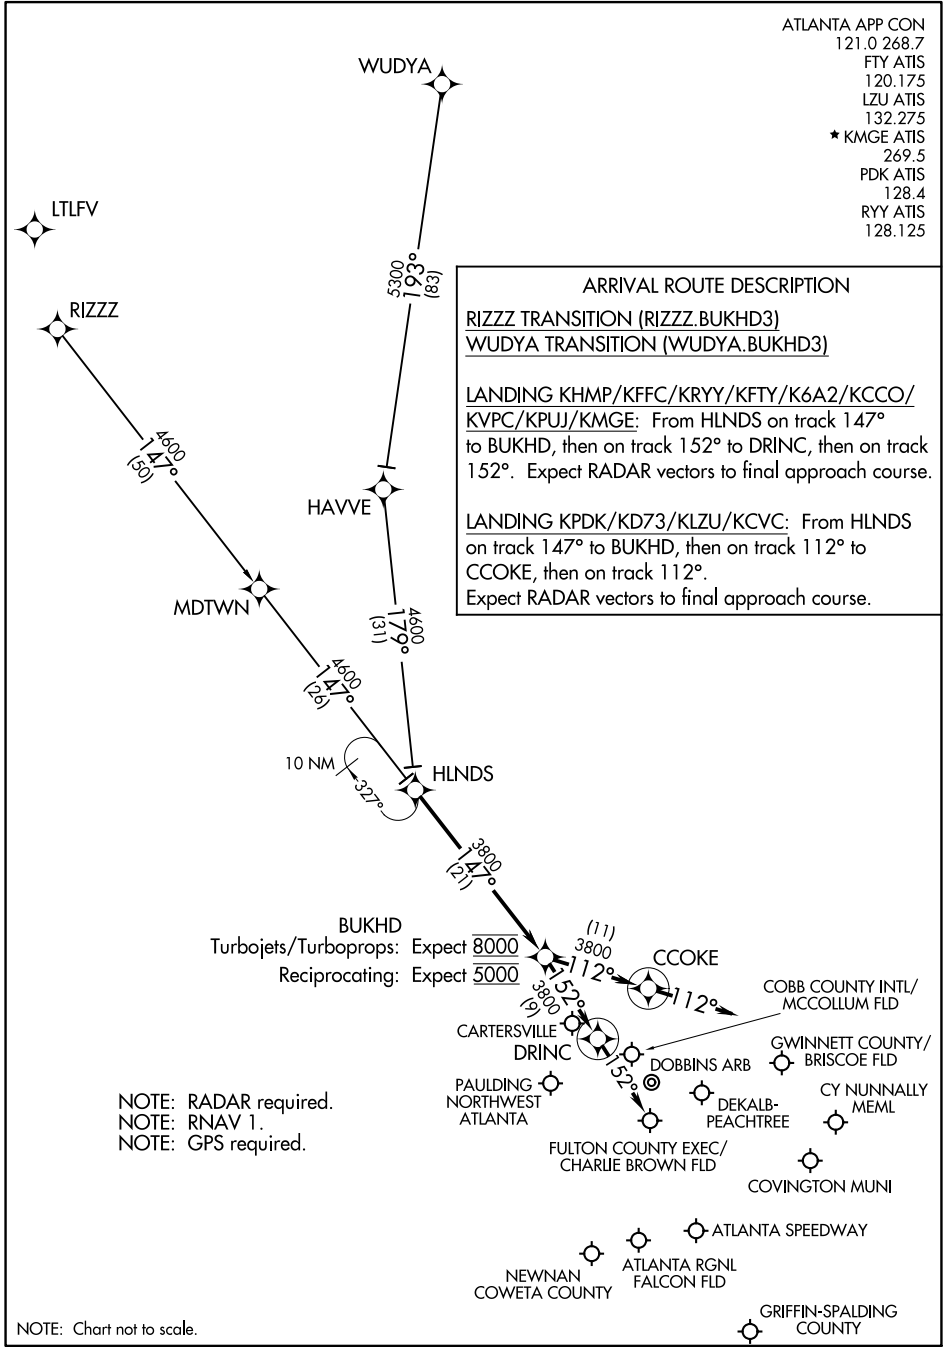 ATLANTA APP CON
121.0 268.7
FTY ATIS
120.175
LZU ATIS
132.275
★ KMGE ATIS
269.5
PDK ATIS
128.4
RYY ATIS
128.125
WUDYA
LTLFV
RIZZZ
5300
193°
(83)
ARRIVAL ROUTE DESCRIPTION
RIZZZ TRANSITION (RIZZZ.BUKHD3)
WUDYA TRANSITION (WUDYA.BUKHD3)
LANDING KHMP/KFFC/KRYY/KFTY/K6A2/KCCO/
KVPC/KPUJ/KMGE: From HLNDS on track 147°
to BUKHD, then on track 152° to DRINC, then on track
152°. Expect RADAR vectors to final approach course.
LANDING KPDK/KD73/KLZU/KCVC: From HLNDS
on track 147° to BUKHD, then on track 112° to
CCOKE, then on track 112°.
Expect RADAR vectors to final approach course.
4600
147°
(50)
HAVVE
MDTWN
4600
179°
(31)
4600
147°
(26)
10 NM
327°
HLNDS
3800
147°
(21)
BUKHD
Turbojets/Turboprops: Expect 8000
Reciprocating: Expect 5000
(11)
3800
112°
CCOKE
112°
152°
3800
(9)
COBB COUNTY INTL/
MCCOLLUM FLD
CARTERSVILLE
DRINC
152°
DOBBINS ARB
GWINNETT COUNTY/
BRISCOE FLD
PAULDING
NORTHWEST
ATLANTA
DEKALB-
PEACHTREE
CY NUNNALLY
MEML
NOTE: RADAR required.
NOTE: RNAV 1.
NOTE: GPS required.
FULTON COUNTY EXEC/
CHARLIE BROWN FLD
COVINGTON MUNI
ATLANTA SPEEDWAY
NEWNAN
COWETA COUNTY
ATLANTA RGNL
FALCON FLD
GRIFFIN-SPALDING
COUNTY
NOTE: Chart not to scale.